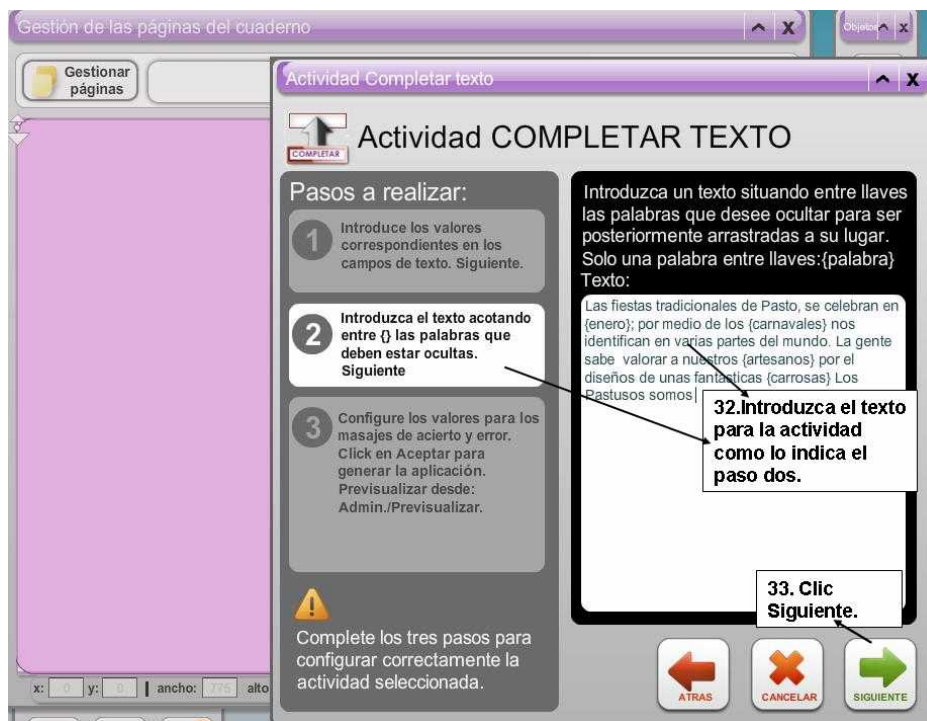 Gestión de las páginas del cuaderno
Objetos
Gestionar
páginas
Actividad Completar texto
COMPLETAR
Actividad COMPLETAR TEXTO
Pasos a realizar:
1
Introduce los valores
correspondientes en los
campos de texto. Siguiente.
2
Introduzca el texto acotando
entre {} las palabras que
deben estar ocultas.
Siguiente
3
Configure los valores para los
masajes de acierto y error.
Click en Aceptar para
generar la aplicación.
Previsualizar desde:
Admin./Previsualizar.
Complete los tres pasos para
configurar correctamente la
actividad seleccionada.
Introduzca un texto situando entre llaves
las palabras que desee ocultar para ser
posteriormente arrastradas a su lugar.
Solo una palabra entre llaves:{palabra}
Texto:
Las fiestas tradicionales de Pasto, se celebran en
{enero}; por medio de los {carnavales} nos
identifican en varias partes del mundo. La gente
sabe valorar a nuestros {artesanos} por el
diseños de unas fantasticas {carrosas} Los
Pastusos somos
32.Introduzca el texto
para la actividad
como lo indica el
paso dos.
33. Clic
Siguiente.
ATRAS
CANCELAR
SIGUIENTE
x: 0 y: 0 ancho: 775 alto